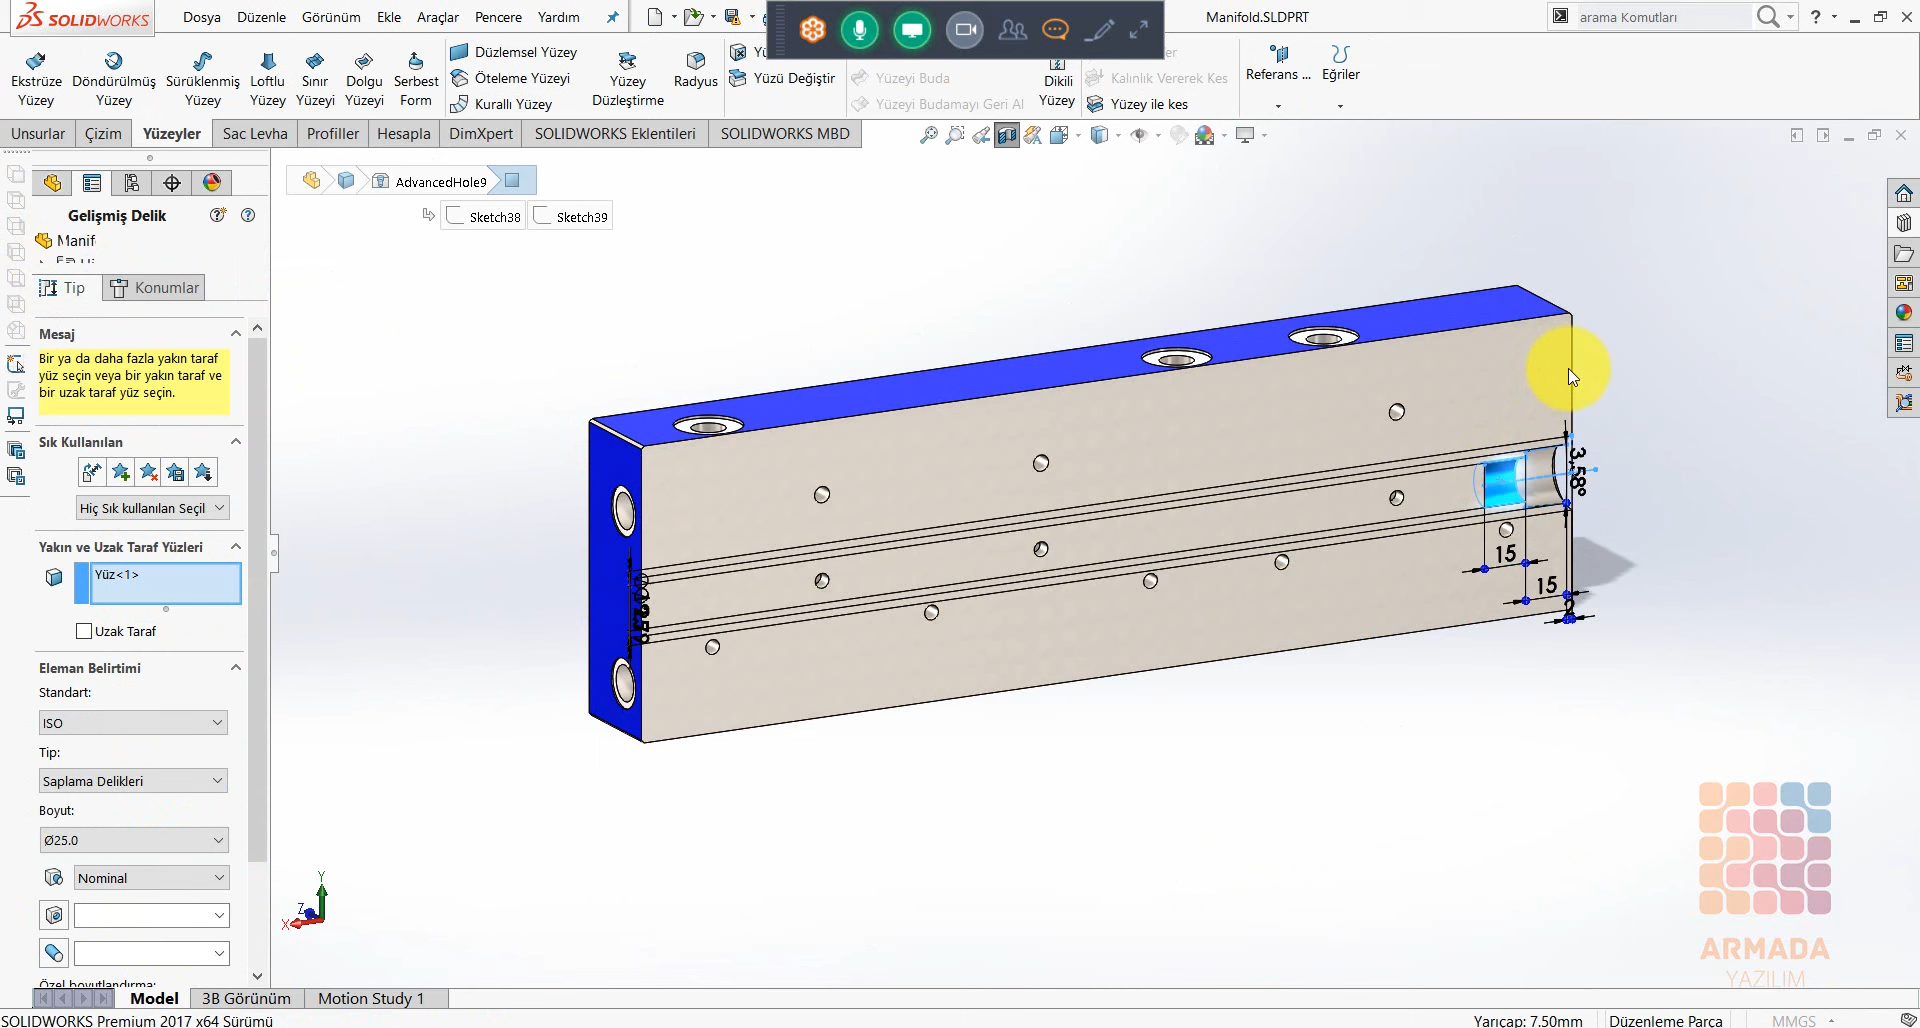 SOLIDWORKS
Dosya Düzenle Görünüm Ekle Araçlar Pencere Yardım
Manifold.SLDPRT
arama Komutları
Ekstrüze Yüzey
Döndürülmüş Yüzey
Sürüklenmiş Yüzey
Loftlu Yüzey
Sınır Yüzeyi
Dolgu Yüzeyi
Serbest Form
Düzlemsel Yüzey
Öteleme Yüzeyi
Kurallı Yüzey
Yüzey Düzleştirme
Radyus
Yüzü Değiştir
Yüzeyi Buda
Yüzeyi Budamayı Geri Al
Dikili Yüzey
Kalınlık Vererek Kes
Yüzey ile kes
Referans ...
Eğriler
Unsurlar Çizim Yüzeyler Sac Levha Profiller Hesapla DimXpert SOLIDWORKS Eklentileri SOLIDWORKS MBD
AdvancedHole9
Sketch38 Sketch39
Gelişmiş Delik
Manif
Tip Konumlar
Mesaj
Bir ya da daha fazla yakın taraf
yüz seçin veya bir yakın taraf ve
bir uzak taraf yüz seçin.
Sık Kullanılan
Hiç Sık kullanılan Seçil
Yakın ve Uzak Taraf Yüzleri
Yüz<1>
Uzak Taraf
Eleman Belirtimi
Standart:
ISO
Tip:
Saplama Delikleri
Boyut:
Ø25.0
Nominal
Özel boyutlandırma:
3,58°
15
15
2
X Y Z
ARMADA
YAZILIM
Model 3B Görünüm Motion Study 1
SOLIDWORKS Premium 2017 x64 Sürümü
Yarıçap: 7.50mm Düzenleme Parça MMGS